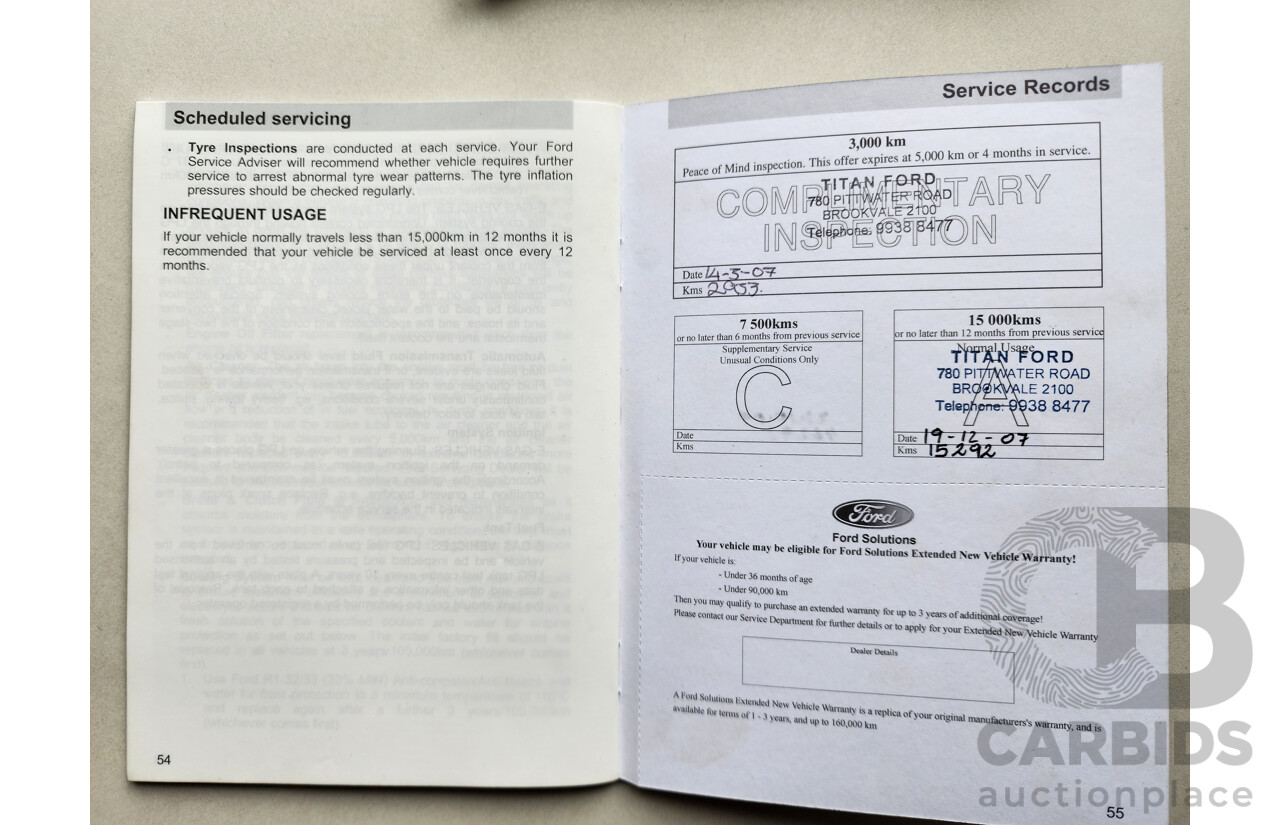 Scheduled servicing
• Tyre Inspections are conducted at each service. Your Ford
Service Adviser will recommend whether vehicle requires further
service to arrest abnormal tyre wear patterns. The tyre inflation
pressures should be checked regularly.
INFREQUENT USAGE
If your vehicle normally travels less than 15,000km in 12 months it is
recommended that your vehicle be serviced at least once every 12
months.
54
Service Records
3,000 km
Peace of Mind inspection. This offer expires at 5,000 km or 4 months in service.
COMPLIMENTARY
INSPECTION
TITAN FORD
780 PITTWATER ROAD
BROOKVALE 2100
Telephone: 9938 8477
Date 14-5-07
Kms 2953.
7 500kms
or no later than 6 months from previous service
Supplementary Service
Unusual Conditions Only
C
Date
Kms
15 000kms
or no later than 12 months from previous service
Normal Usage
A
TITAN FORD
780 PITTWATER ROAD
BROOKVALE 2100
Telephone: 9938 8477
Date 19-12-07
Kms 15292
Ford
Ford Solutions
Your vehicle may be eligible for Ford Solutions Extended New Vehicle Warranty!
If your vehicle is:
- Under 36 months of age
- Under 90,000 km
Then you may qualify to purchase an extended warranty for up to 3 years of additional coverage!
Please contact our Service Department for further details or to apply for your Extended New Vehicle Warranty
Dealer Details
A Ford Solutions Extended New Vehicle Warranty is a replica of your original manufacturers's warranty, and is
available for terms of 1 - 3 years, and up to 160,000 km
55
CB
CARBIDS
auctionplace